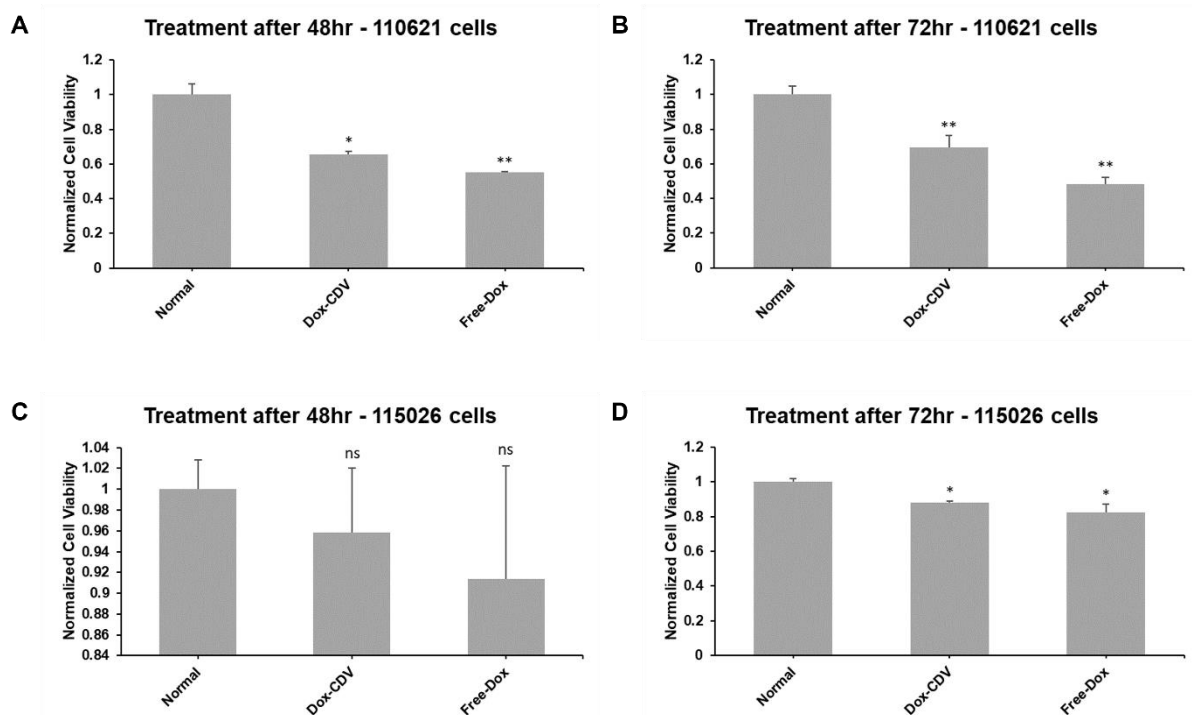 A
Treatment after 48hr - 110621 cells
Normalized Cell Viability
1.2
1
0.8
0.6
0.4
0.2
0
*
**
Normal
Dox-CDV
Free-Dox
B
Treatment after 72hr - 110621 cells
Normalized Cell Viability
1.2
1
0.8
0.6
0.4
0.2
0
**
**
Normal
Dox-CDV
Free-Dox
C
Treatment after 48hr - 115026 cells
Normalized Cell Viability
1.04
1.02
1
0.98
0.96
0.94
0.92
0.9
0.88
0.86
0.84
ns
ns
Normal
Dox-CDV
Free-Dox
D
Treatment after 72hr - 115026 cells
Normalized Cell Viability
1.2
1
0.8
0.6
0.4
0.2
0
*
*
Normal
Dox-CDV
Free-Dox